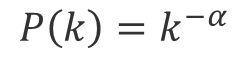 P(k) = k^{-α}